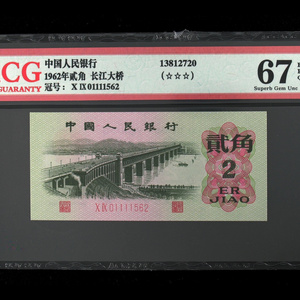 CG
GUARANTY
中国人民银行
1962年贰角 长江大桥
冠号： X IX 01111562
13812720
(☆☆☆)
67
Superb Gem Unc
中国人民银行
贰角
2
ER
JIAO
X IX 01111562